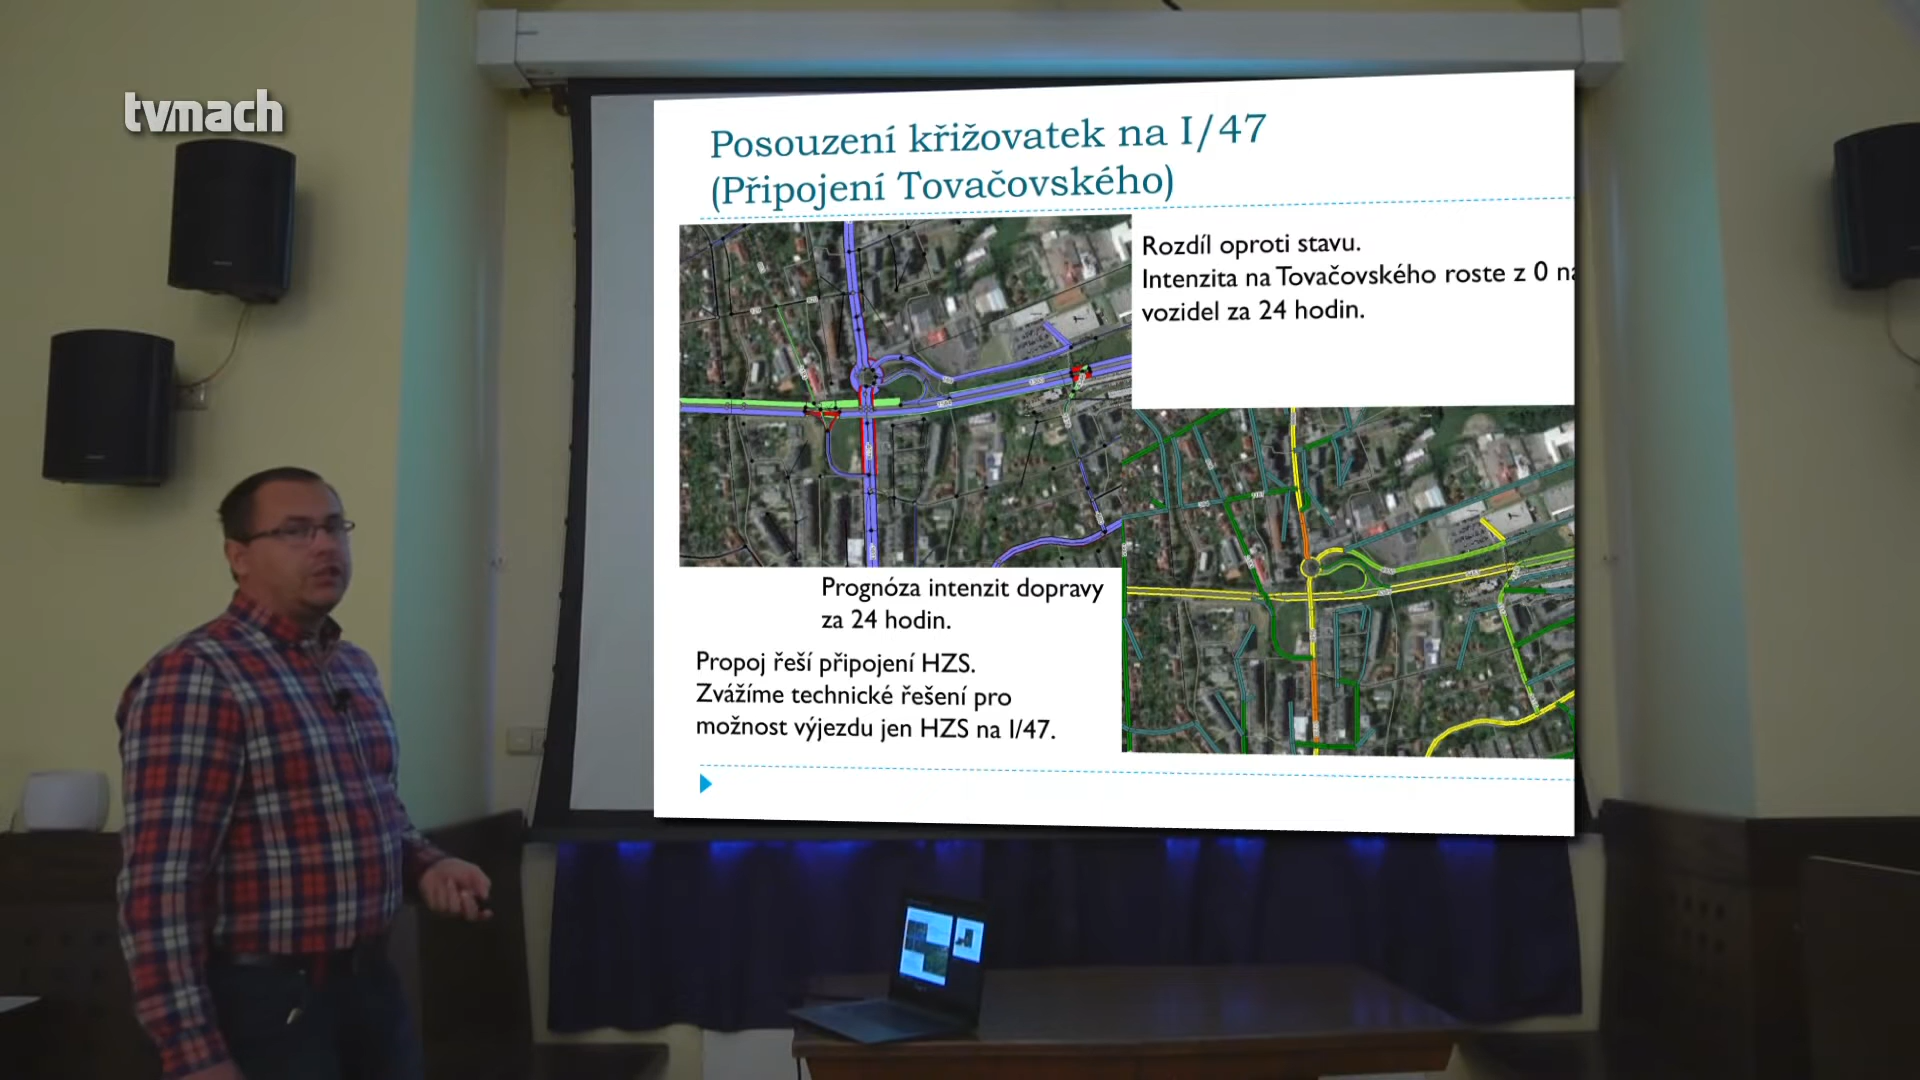 tvmach
Posouzení křižovatek na I/47
(Připojení Tovačovského)
Rozdíl oproti stavu.
Intenzita na Tovačovského roste z 0 na
vozidel za 24 hodin.
Prognóza intenzit dopravy
za 24 hodin.
Propoj řeší připojení HZS.
Zvážíme technické řešení pro
možnost výjezdu jen HZS na I/47.